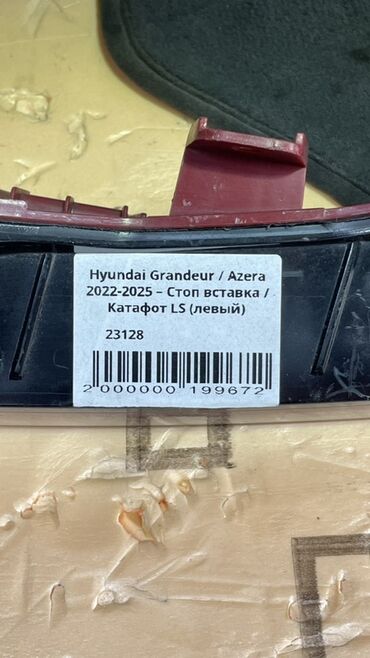 Hyundai Grandeur / Azera
2022-2025 – Стоп вставка /
Катафот LS (левый)
23128
2 000000 199672